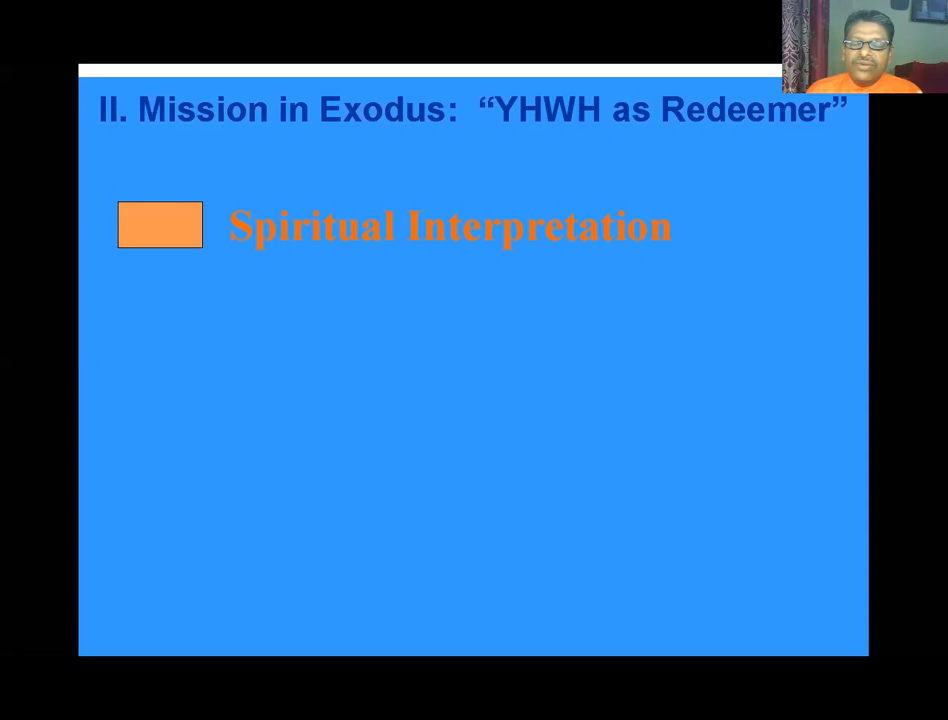 II. Mission in Exodus: “YHWH as Redeemer”
Spiritual Interpretation